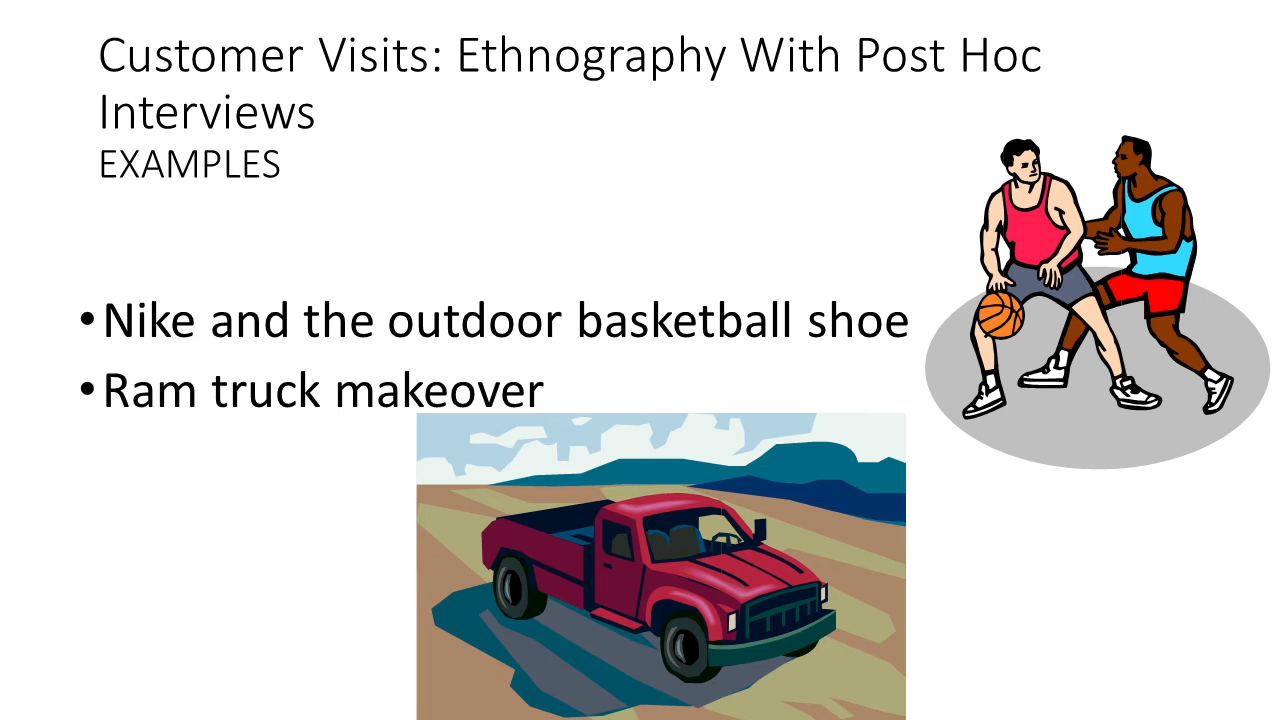 Customer Visits: Ethnography With Post Hoc
Interviews
EXAMPLES
•Nike and the outdoor basketball shoe
•Ram truck makeover